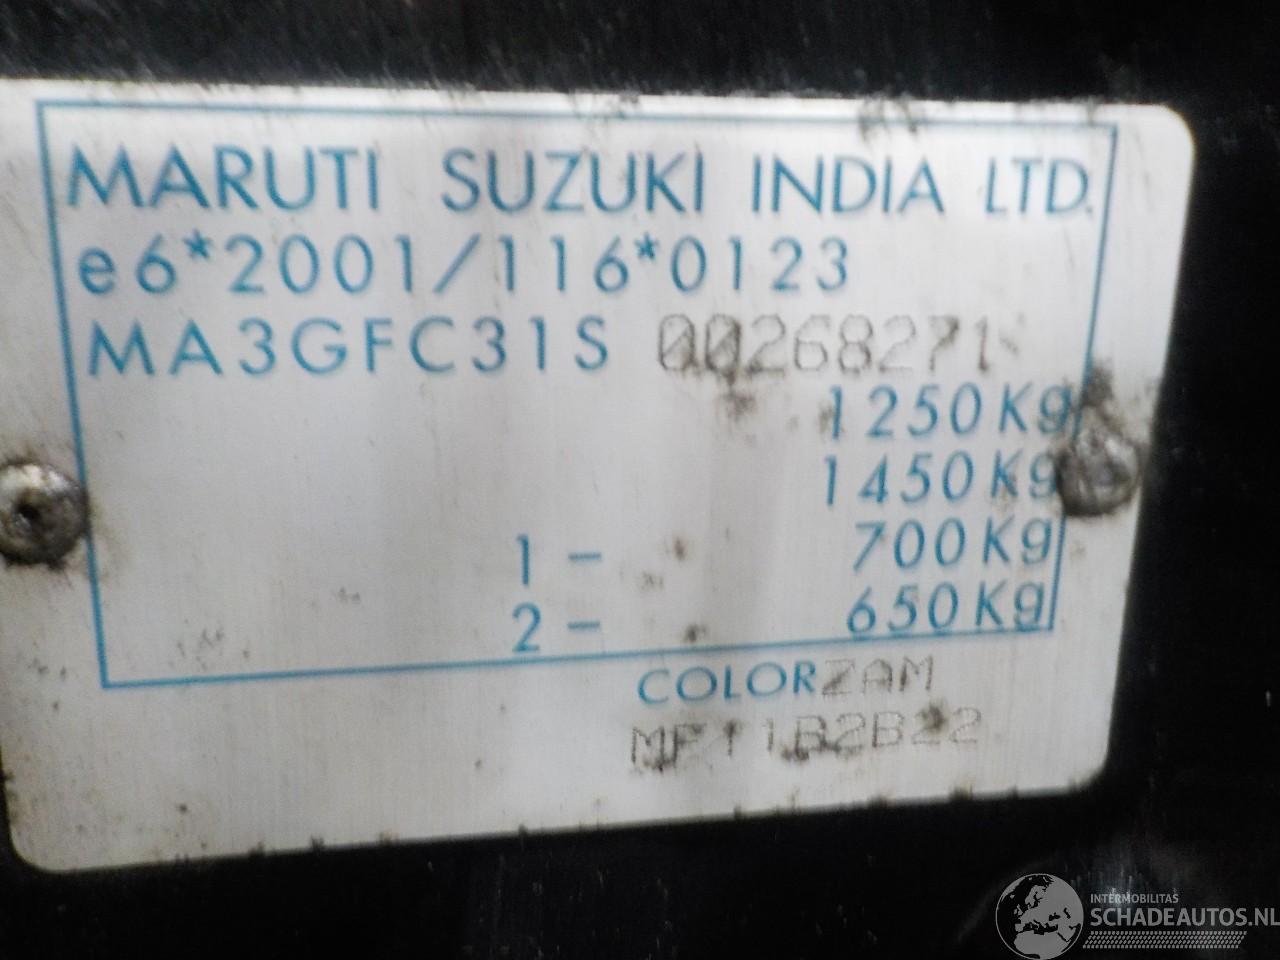 MARUTI SUZUKI INDIA LTD.
e6*2001/116*0123
MA3GFC31S 00268271
1250Kg
1450Kg
1 - 700Kg
2 - 650Kg
COLOR ZAM
INTERMOBILITAS
SCHADEAUTOS.NL